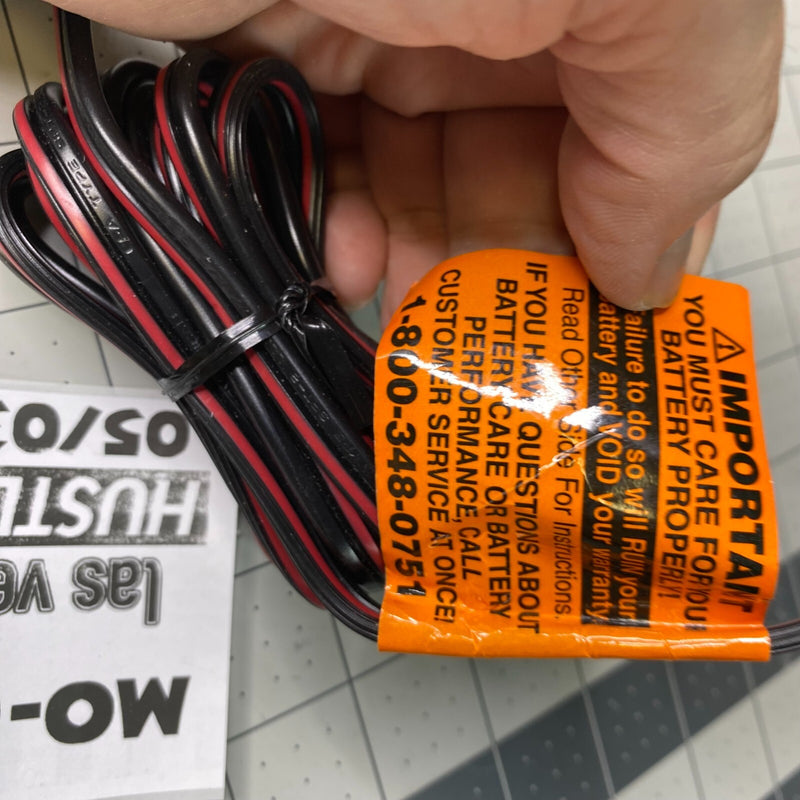 ⚠ IMPORTANT
YOU MUST CARE FOR YOUR
BATTERY PROPERLY!
Failure to do so will RUIN your
battery and VOID your warranty.
Read Other Side For Instructions.
IF YOU HAVE QUESTIONS ABOUT
BATTERY CARE OR BATTERY
PERFORMANCE, CALL
CUSTOMER SERVICE AT ONCE!
1-800-348-0751
MO-
las ve
HUSTL
05/03